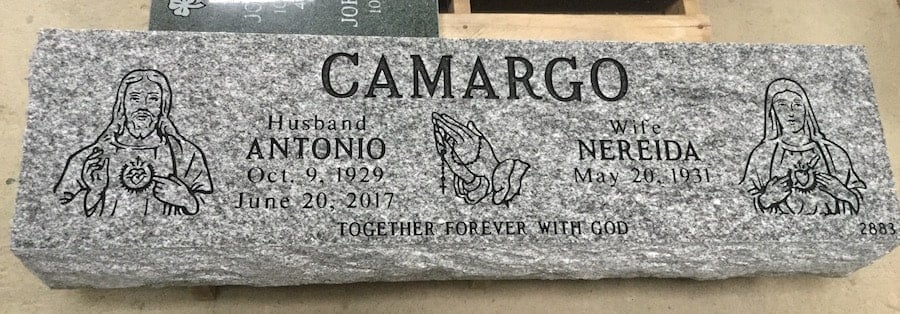 CAMARGO
Husband
ANTONIO
Oct. 9, 1929
June 20, 2017
Wife
NEREIDA
May 20, 1931
TOGETHER FOREVER WITH GOD
2883